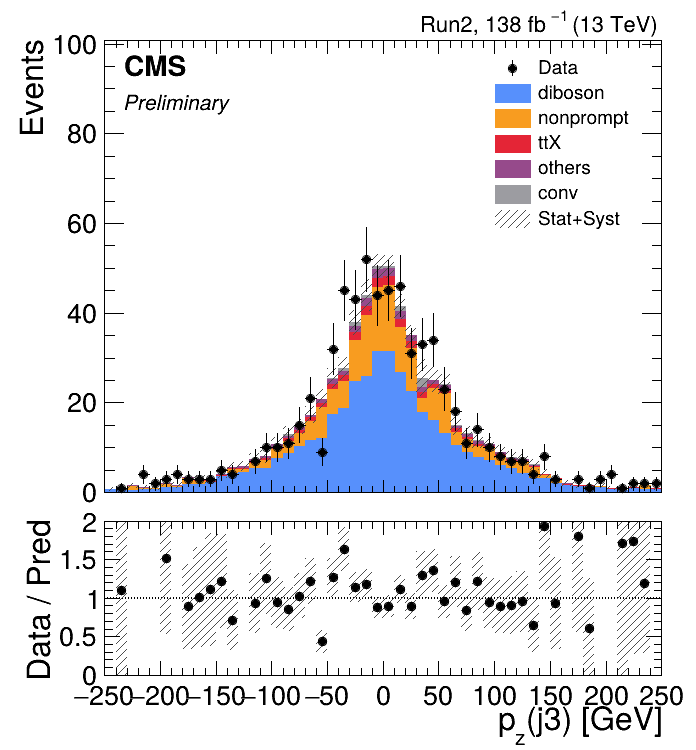 Run2, 138 fb⁻¹ (13 TeV)
CMS
Preliminary
Events
100
80
60
40
20
0
Data
diboson
nonprompt
ttX
others
conv
Stat+Syst
Data / Pred
2
1.5
1
0.5
0
−250 −200 −150 −100 −50 0 50 100 150 200 250
p_z(j3) [GeV]